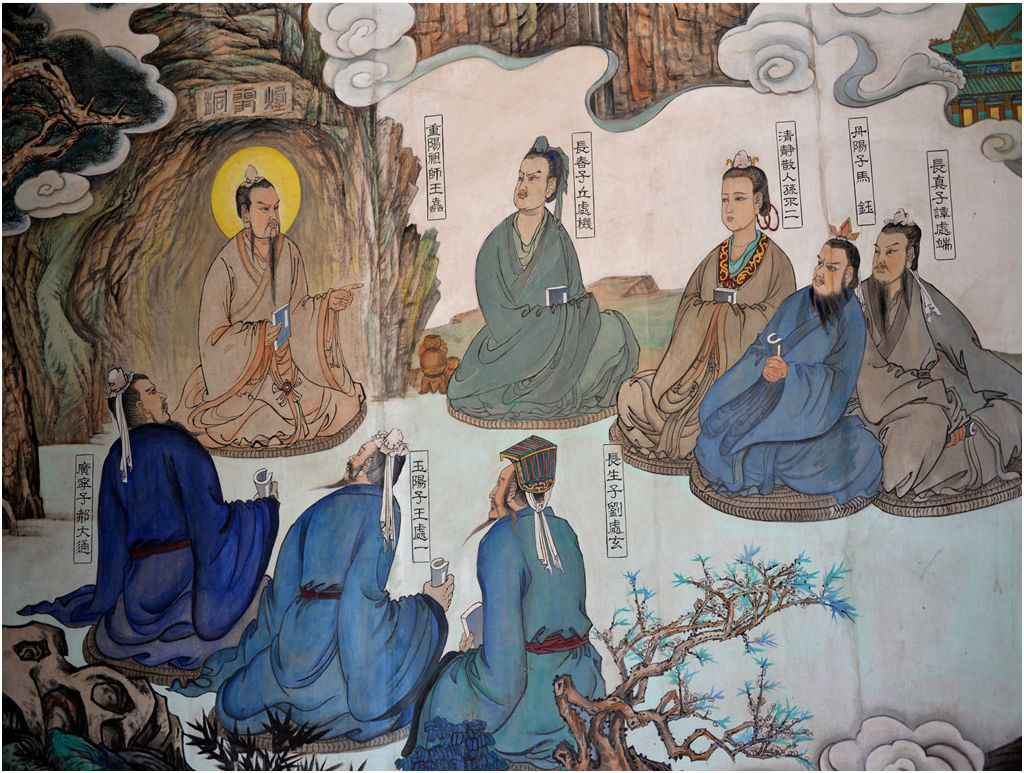 煙霞洞
重陽祖師王嘉
長春子丘處機
清靜散人孫不二
丹陽子馬 鈺
長真子譚處端
廣寧子郝大通
玉陽子王處一
長生子劉處玄